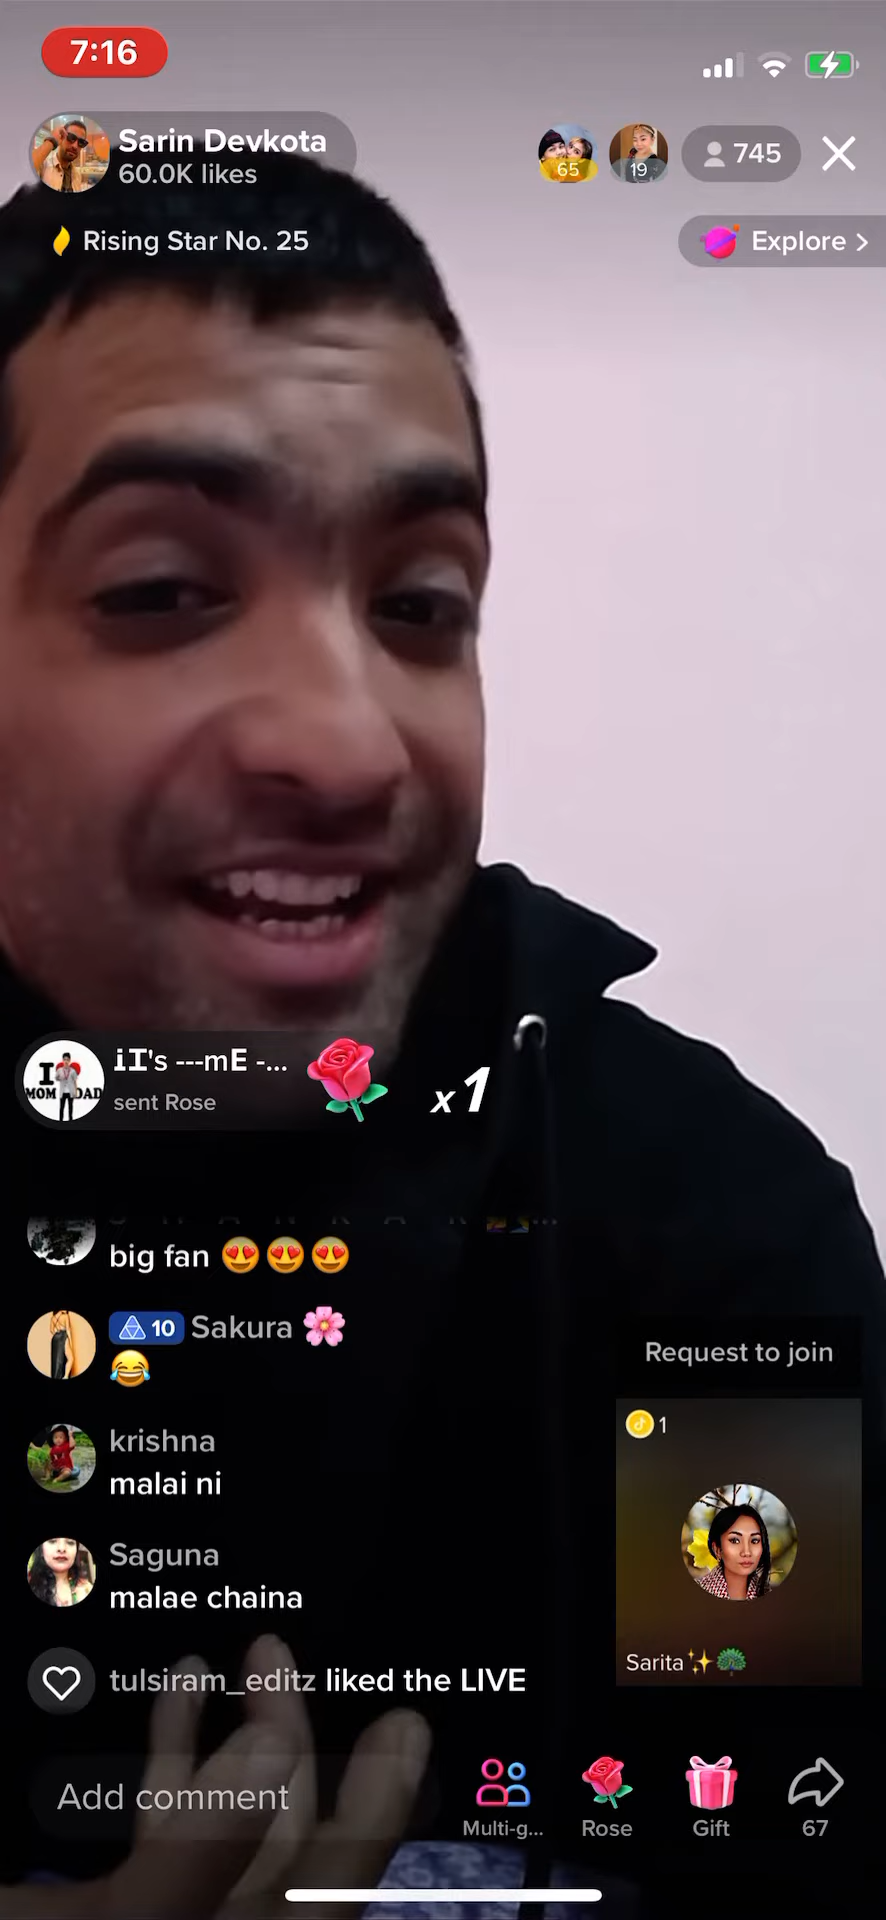 7:16
Sarin Devkota
60.0K likes
65
19
745
Rising Star No. 25
Explore >
iI's ---mE -...
sent Rose
x1
I
MOM DAD
big fan 😍😍😍
10 Sakura 🌸
😂
krishna
malai ni
Saguna
malae chaina
tulsiram_editz liked the LIVE
Request to join
1
Sarita✨🦚
Add comment
Multi-g...
Rose
Gift
67